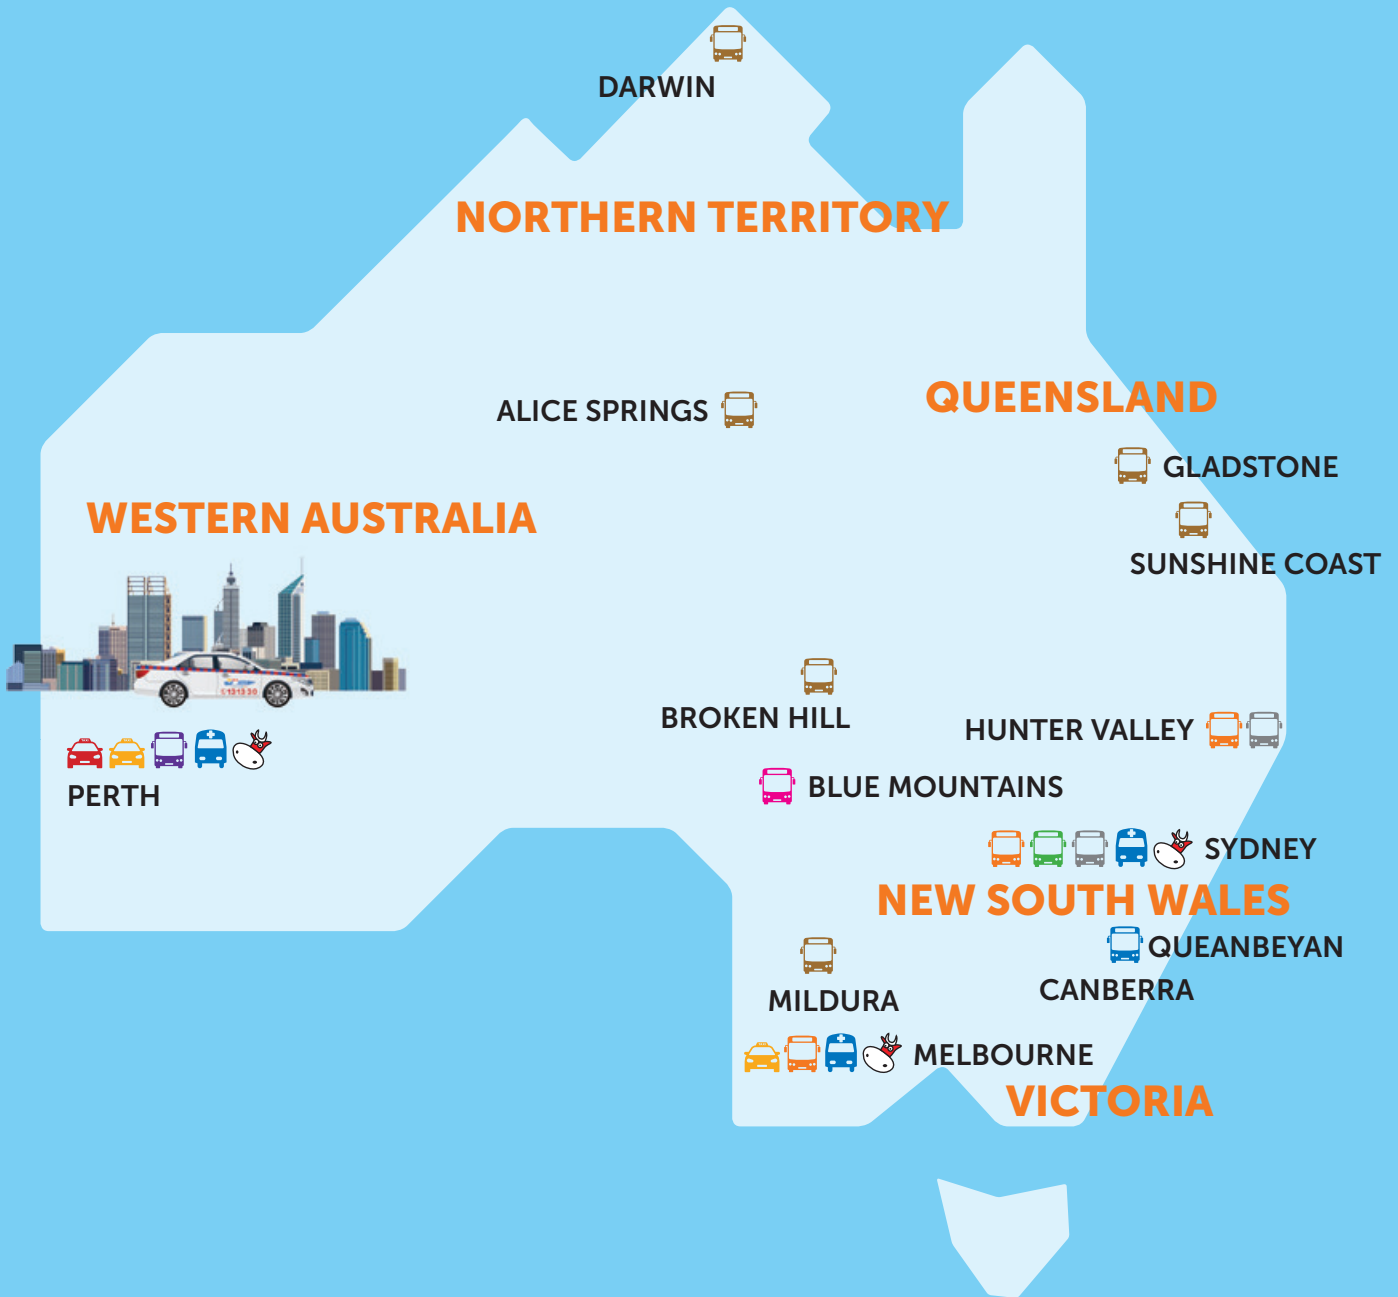 DARWIN
NORTHERN TERRITORY
QUEENSLAND
ALICE SPRINGS
GLADSTONE
WESTERN AUSTRALIA
SUNSHINE COAST
131330
BROKEN HILL
HUNTER VALLEY
BLUE MOUNTAINS
PERTH
SYDNEY
NEW SOUTH WALES
QUEANBEYAN
CANBERRA
MILDURA
MELBOURNE
VICTORIA